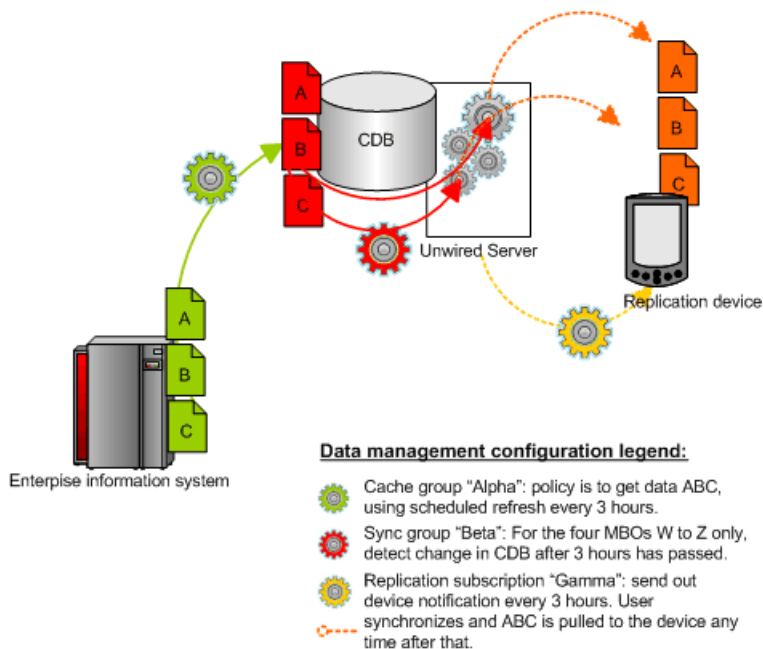 A
B
C
CDB
A
B
C
Unwired Server
Replication device
A
B
C
Enterpise information system
Data management configuration legend:
Cache group “Alpha”: policy is to get data ABC,
using scheduled refresh every 3 hours.
Sync group “Beta”: For the four MBOs W to Z only,
detect change in CDB after 3 hours has passed.
Replication subscription “Gamma”: send out
device notification every 3 hours. User
synchronizes and ABC is pulled to the device any
time after that.